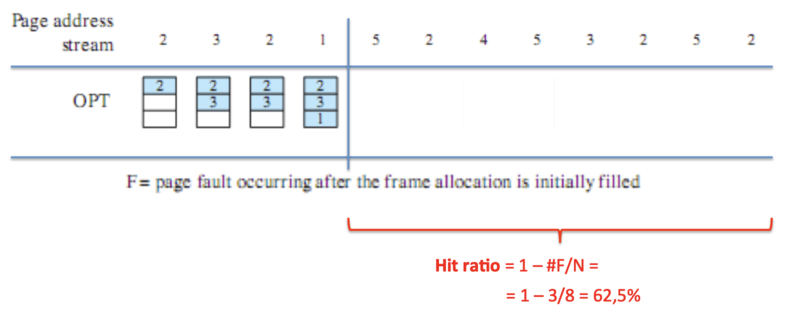 Page address
stream 2 3 2 1 5 2 4 5 3 2 5 2
OPT
2 2 2 2
3 3 3
1
F= page fault occurring after the frame allocation is initially filled
Hit ratio = 1 – #F/N =
= 1 – 3/8 = 62,5%